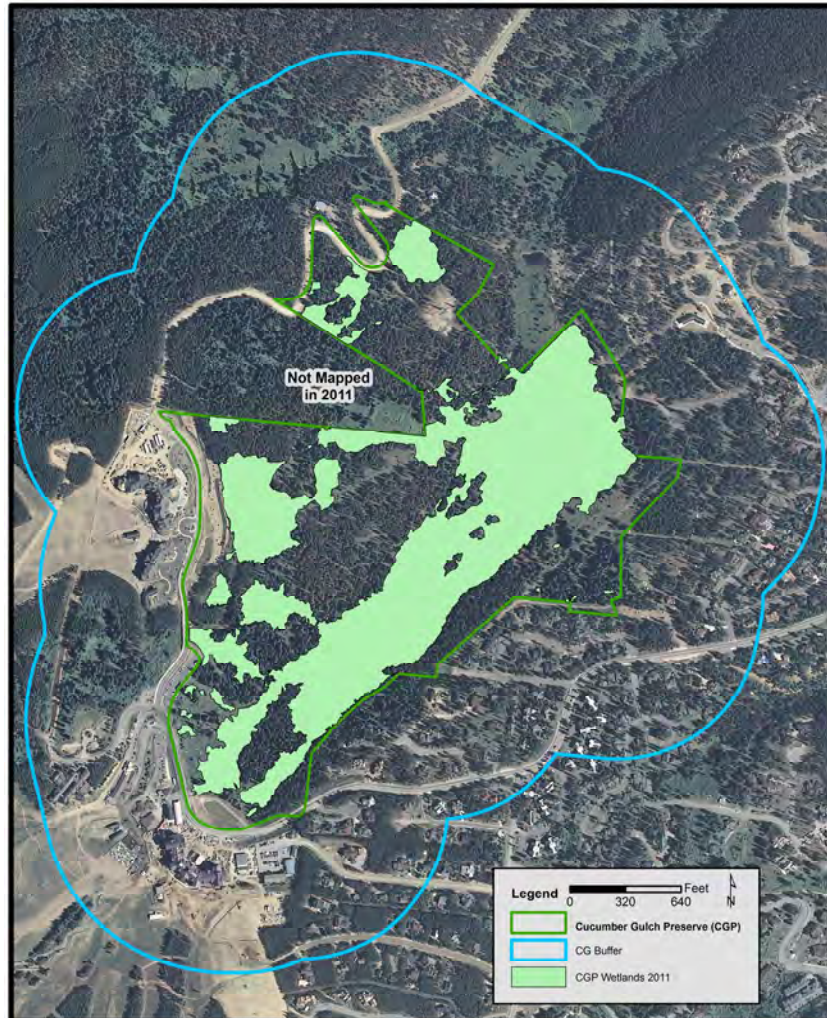 Not Mapped
in 2011
Legend
Feet
0 320 640
N
Cucumber Gulch Preserve (CGP)
CG Buffer
CGP Wetlands 2011